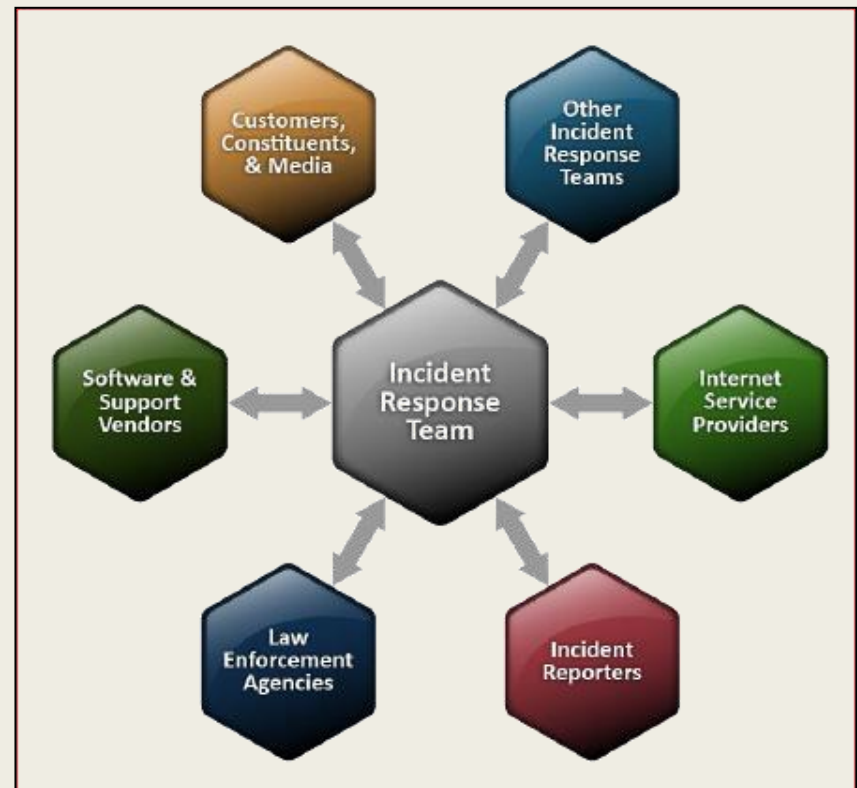 Customers,
Constituents,
& Media
Other
Incident
Response
Teams
Software &
Support
Vendors
Incident
Response
Team
Internet
Service
Providers
Law
Enforcement
Agencies
Incident
Reporters